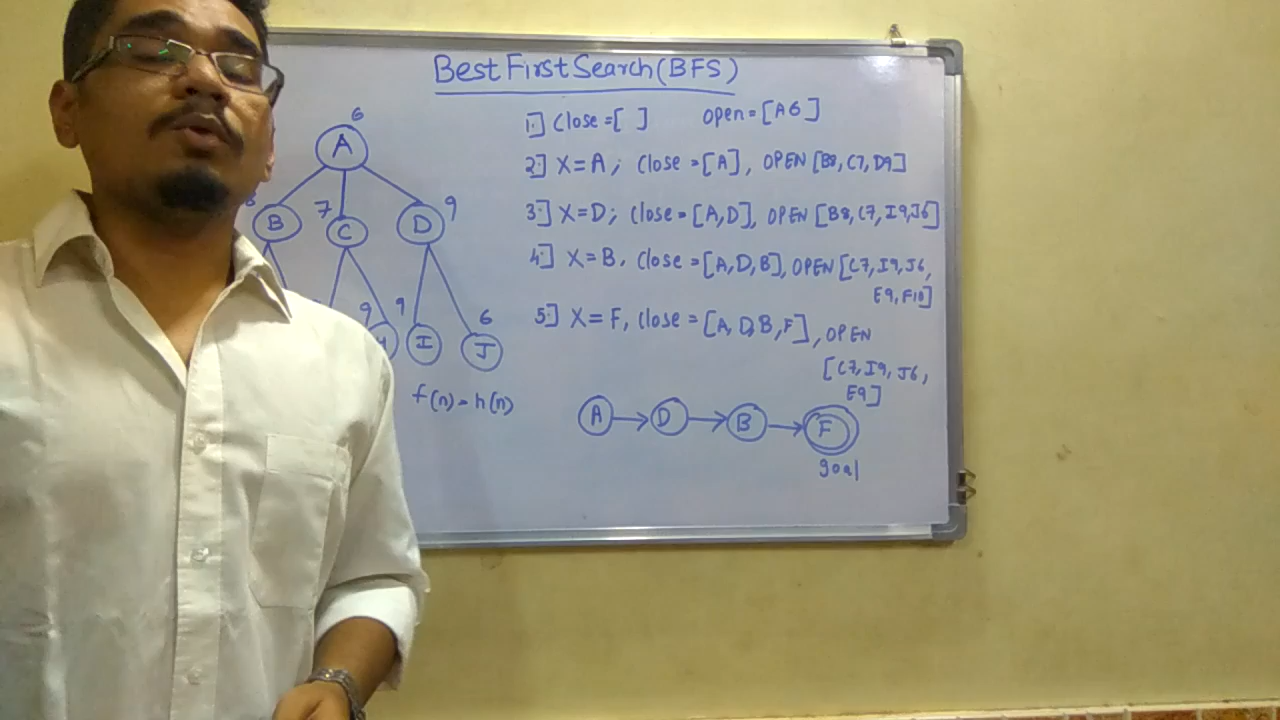 Best First Search (BFS)
1:] Close =[ ] open = [A6]
2:] X = A; Close = [A], OPEN [B8, C7, D9]
3:] X=D; Close = [A,D], OPEN [B8, C7, I9, J6]
4:] X=B. Close = [A,D,B], OPEN [C7, I9, J6,
E9, F10]
5:] X= F, Close = [A, D,B,F], OPEN
[C7, I9, J6,
E9]
A D B F
goal
6
A
7 9
B C D
9 9 6
I J
f(n) = h(n)